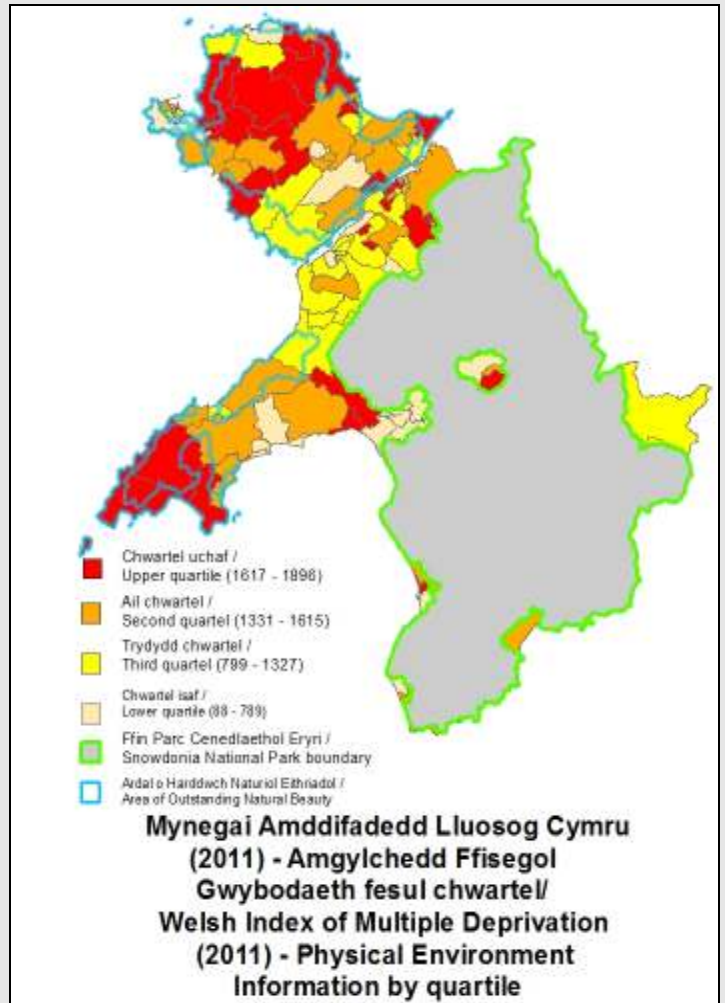 Chwartel uchaf /
Upper quartile (1617 - 1896)
Ail chwartel /
Second quartel (1331 - 1615)
Trydydd chwartel /
Third quartel (799 - 1327)
Chwartel isaf /
Lower quartile (88 - 789)
Ffin Parc Cenedlaethol Eryri /
Snowdonia National Park boundary
Ardal o Harddwch Naturiol Eithriadol /
Area of Outstanding Natural Beauty
Mynegai Amddifadedd Lluosog Cymru
(2011) - Amgylchedd Ffisegol
Gwybodaeth fesul chwartel/
Welsh Index of Multiple Deprivation
(2011) - Physical Environment
Information by quartile